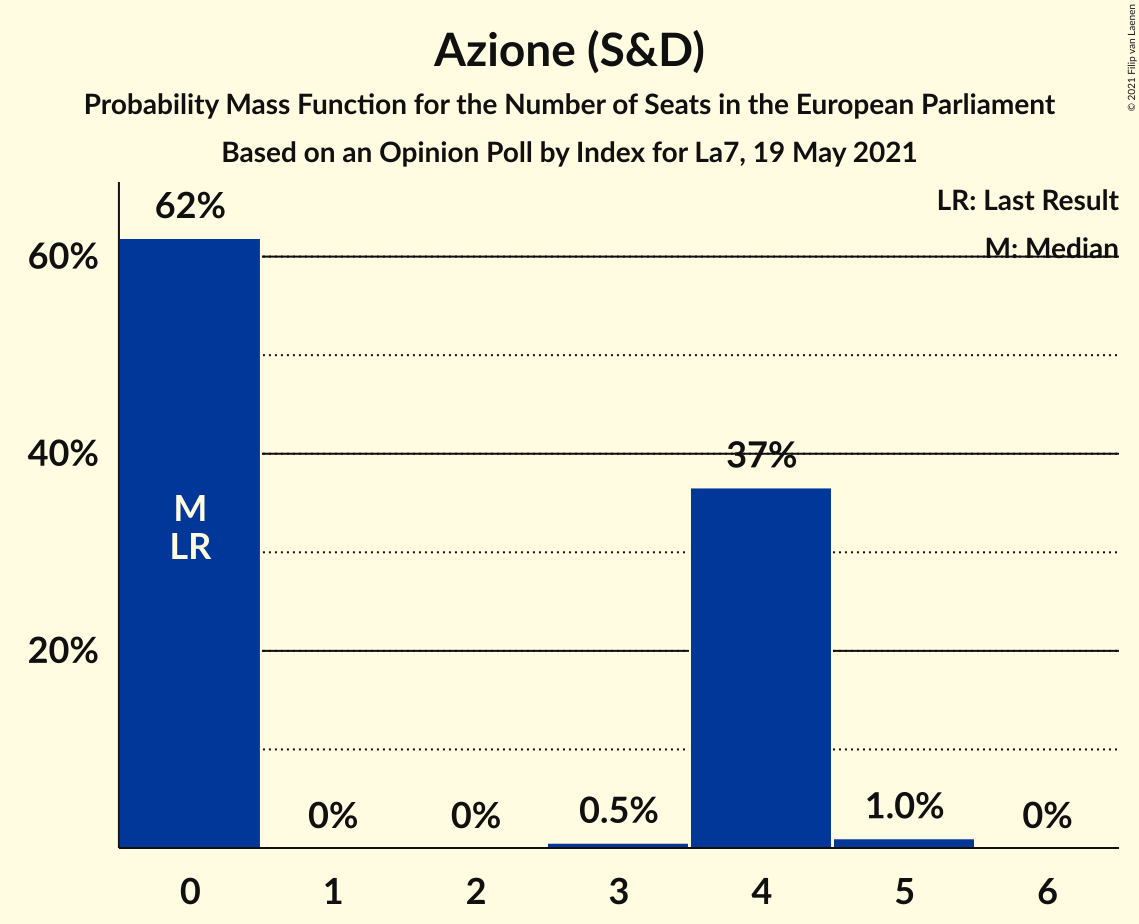 Azione (S&D)
Probability Mass Function for the Number of Seats in the European Parliament
Based on an Opinion Poll by Index for La7, 19 May 2021
© 2021 Filip van Laenen
LR: Last Result
M: Median
62%
60%
40%
20%
M
LR
0%
0%
0.5%
37%
1.0%
0%
0
1
2
3
4
5
6